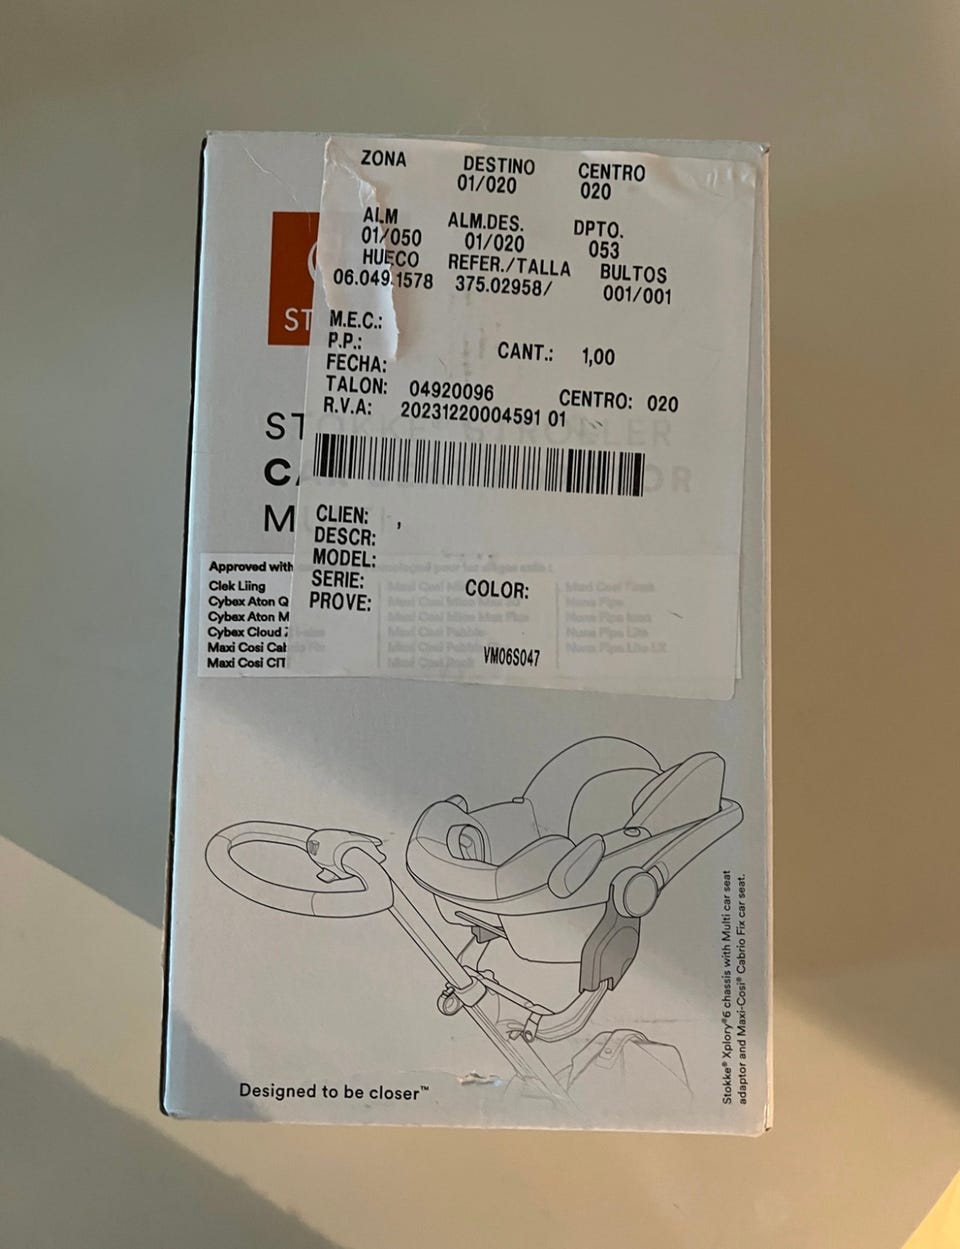 ZONA DESTINO CENTRO
01/020 020
ALM ALM.DES. DPTO.
01/050 01/020 053
HUECO REFER./TALLA BULTOS
06.049.1578 375.02958/ 001/001
M.E.C.:
P.P.: CANT.: 1,00
FECHA:
TALON: 04920096 CENTRO: 020
R.V.A: 20231220004591 01
CLIEN: ,
DESCR:
MODEL:
SERIE: COLOR:
PROVE:
VM06S047
ST
ST
C
M
Approved with
Clek Liing
Cybex Aton Q
Cybex Aton M
Cybex Cloud Z
Maxi Cosi Cab
Maxi Cosi CIT
Designed to be closer™
Stokke® Xplory® 6 chassis with Multi car seat
adaptor and Maxi-Cosi® Cabrio Fix car seat.